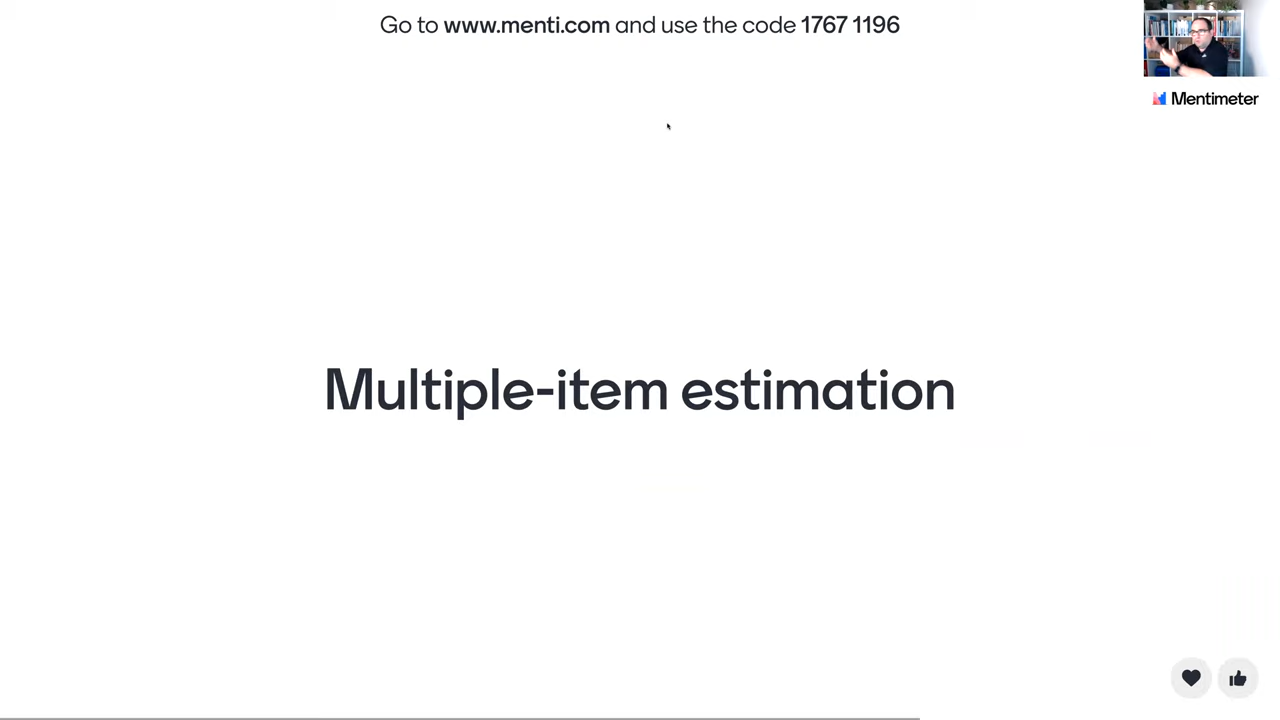 Go to www.menti.com and use the code 1767 1196
Mentimeter
Multiple-item estimation